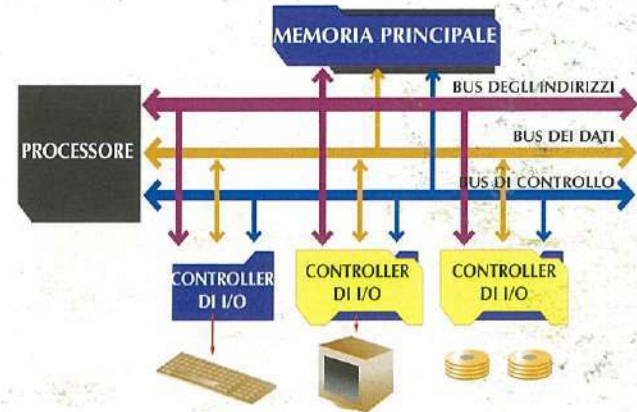 MEMORIA PRINCIPALE
BUS DEGLI INDIRIZZI
PROCESSORE
BUS DEI DATI
BUS DI CONTROLLO
CONTROLLER
DI I/O
CONTROLLER
DI I/O
CONTROLLER
DI I/O